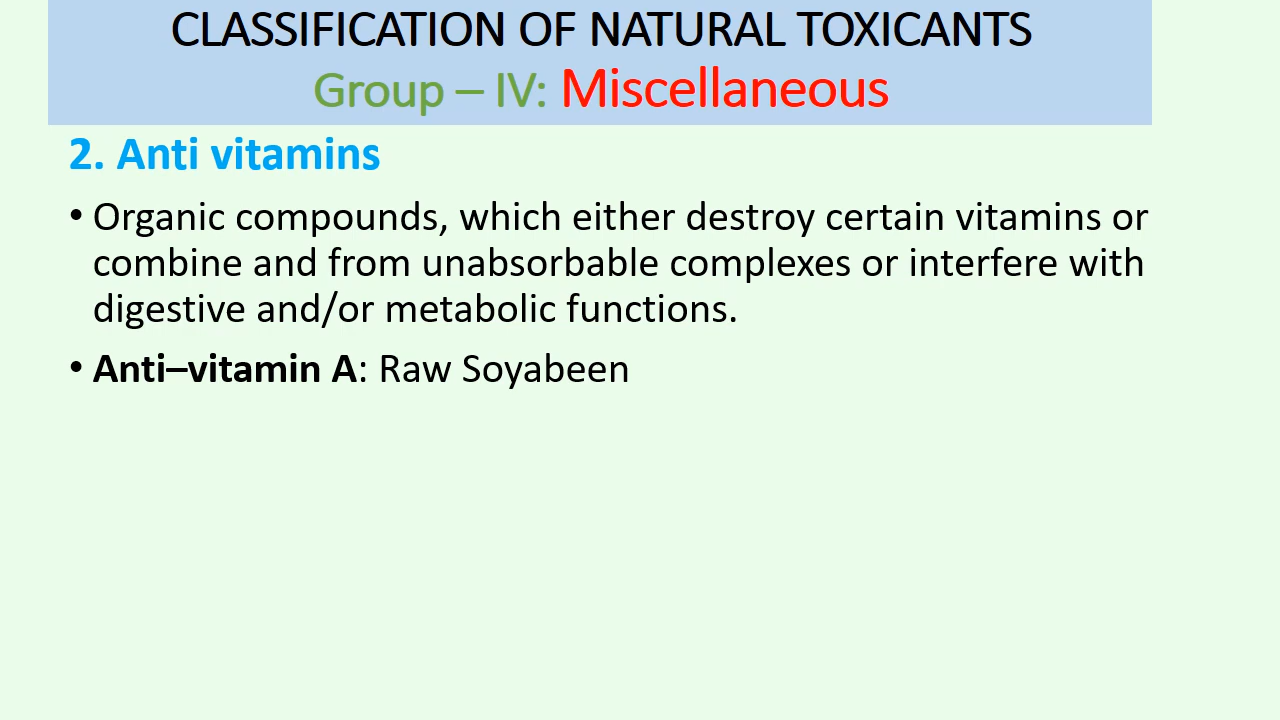 CLASSIFICATION OF NATURAL TOXICANTS
Group – IV: Miscellaneous
2. Anti vitamins
• Organic compounds, which either destroy certain vitamins or
combine and from unabsorbable complexes or interfere with
digestive and/or metabolic functions.
• Anti–vitamin A: Raw Soyabeen